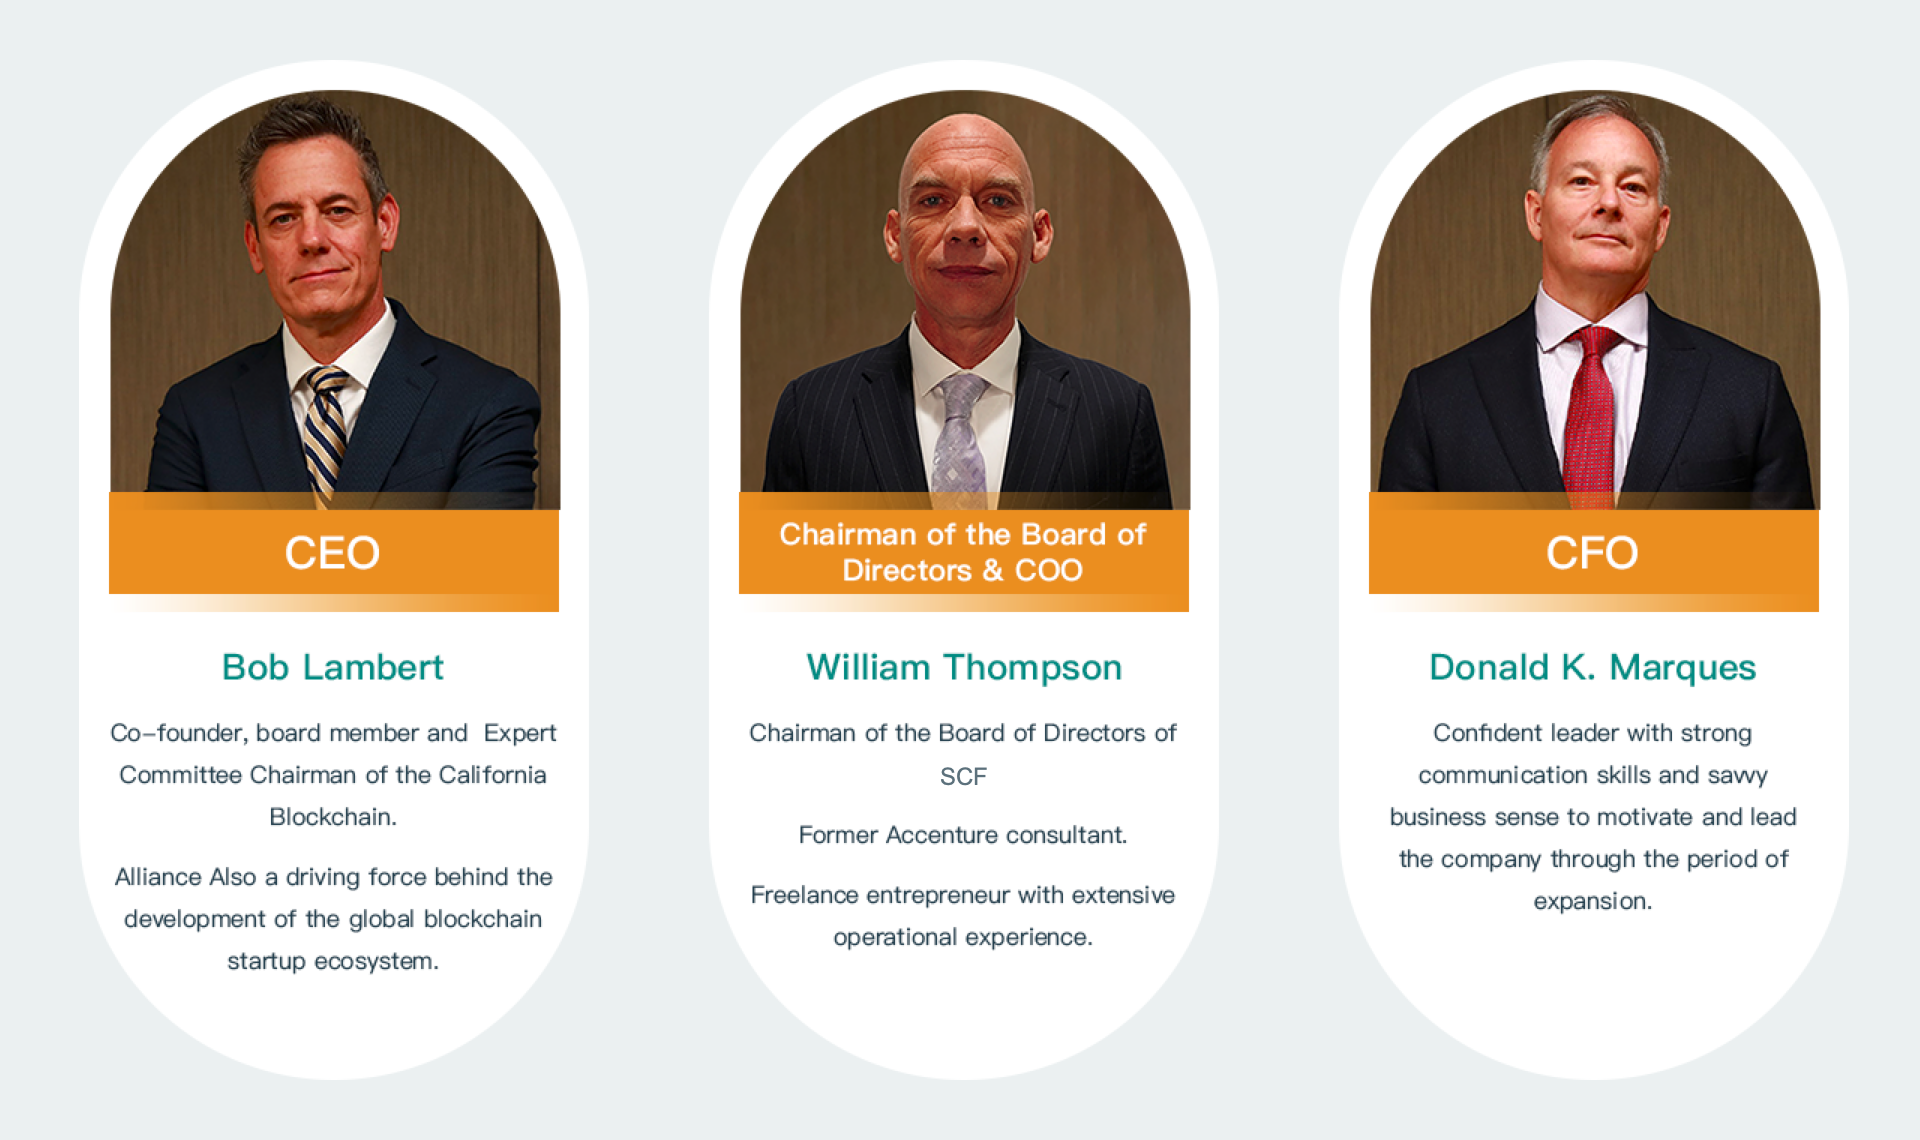 CEO
Bob Lambert
Co–founder, board member and  Expert
Committee Chairman of the California
Blockchain.
Alliance Also a driving force behind the
development of the global blockchain
startup ecosystem.
Chairman of the Board of
Directors & COO
William Thompson
Chairman of the Board of Directors of
SCF
Former Accenture consultant.
Freelance entrepreneur with extensive
operational experience.
CFO
Donald K. Marques
Confident leader with strong
communication skills and savvy
business sense to motivate and lead
the company through the period of
expansion.